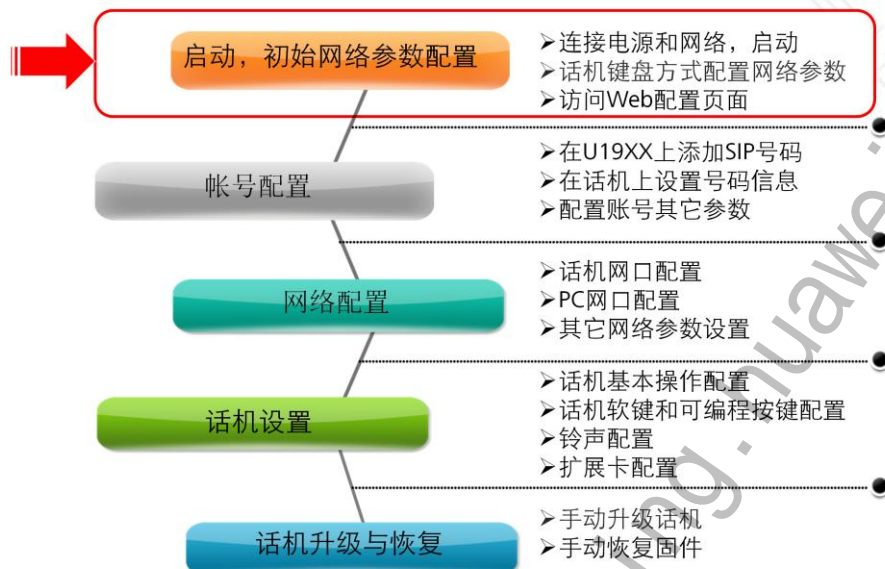 启动，初始网络参数配置
➢连接电源和网络，启动
➢话机键盘方式配置网络参数
➢访问Web配置页面
帐号配置
➢在U19XX上添加SIP号码
➢在话机上设置号码信息
➢配置账号其它参数
网络配置
➢话机网口配置
➢PC网口配置
➢其它网络参数设置
话机设置
➢话机基本操作配置
➢话机软键和可编程按键配置
➢铃声配置
➢扩展卡配置
话机升级与恢复
➢手动升级话机
➢手动恢复固件
ing.huawe